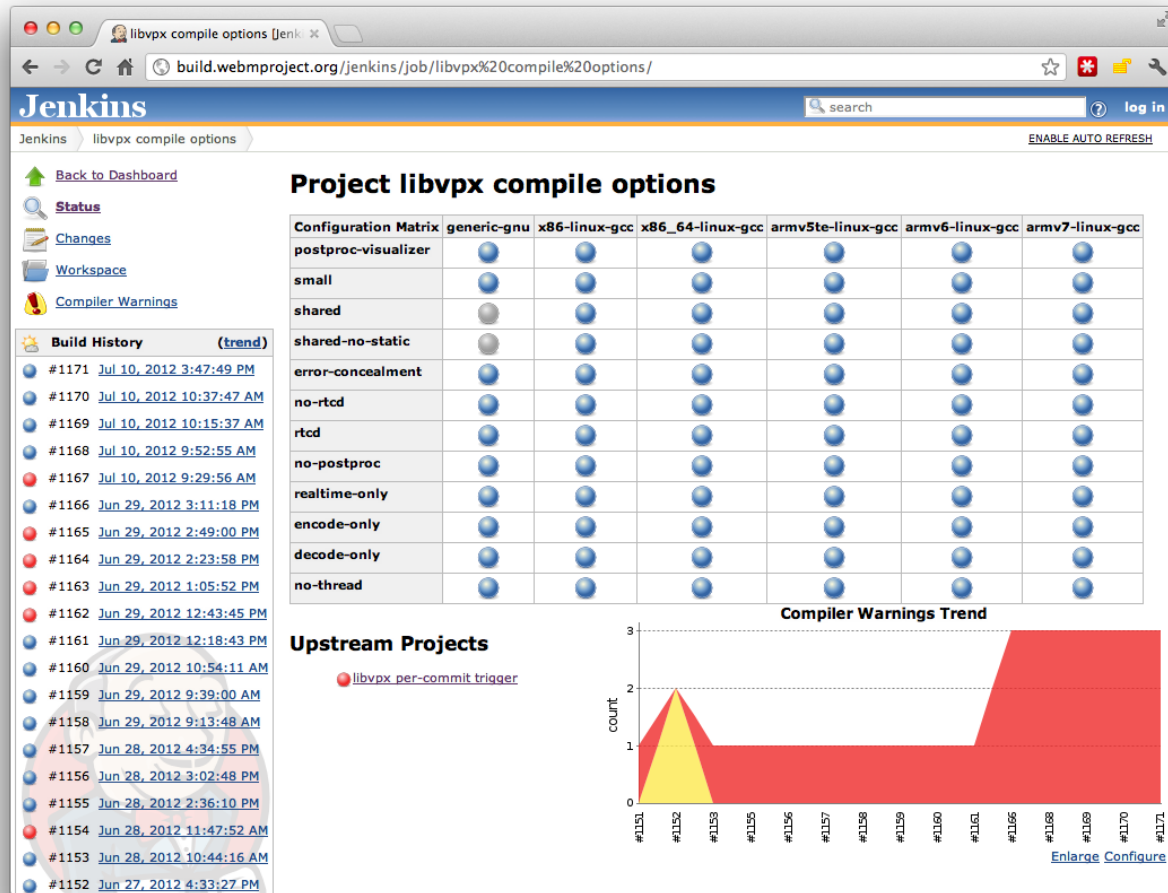 libvpx compile options [Jenki
build.webmproject.org/jenkins/job/libvpx%20compile%20options/
Jenkins
search
log in
Jenkins
libvpx compile options
ENABLE AUTO REFRESH
Back to Dashboard
Status
Changes
Workspace
Compiler Warnings
Build History (trend)
#1171 Jul 10, 2012 3:47:49 PM
#1170 Jul 10, 2012 10:37:47 AM
#1169 Jul 10, 2012 10:15:37 AM
#1168 Jul 10, 2012 9:52:55 AM
#1167 Jul 10, 2012 9:29:56 AM
#1166 Jun 29, 2012 3:11:18 PM
#1165 Jun 29, 2012 2:49:00 PM
#1164 Jun 29, 2012 2:23:58 PM
#1163 Jun 29, 2012 1:05:52 PM
#1162 Jun 29, 2012 12:43:45 PM
#1161 Jun 29, 2012 12:18:43 PM
#1160 Jun 29, 2012 10:54:11 AM
#1159 Jun 29, 2012 9:39:00 AM
#1158 Jun 29, 2012 9:13:48 AM
#1157 Jun 28, 2012 4:34:55 PM
#1156 Jun 28, 2012 3:02:48 PM
#1155 Jun 28, 2012 2:36:10 PM
#1154 Jun 28, 2012 11:47:52 AM
#1153 Jun 28, 2012 10:44:16 AM
#1152 Jun 27, 2012 4:33:27 PM
Project libvpx compile options
Configuration Matrix generic-gnu x86-linux-gcc x86_64-linux-gcc armv5te-linux-gcc armv6-linux-gcc armv7-linux-gcc
postproc-visualizer
small
shared
shared-no-static
error-concealment
no-rtcd
rtcd
no-postproc
realtime-only
encode-only
decode-only
no-thread
Upstream Projects
libvpx per-commit trigger
Compiler Warnings Trend
count
3
2
1
0
#1151 #1152 #1153 #1155 #1156 #1157 #1158 #1159 #1160 #1161 #1166 #1168 #1169 #1170 #1171
Enlarge Configure